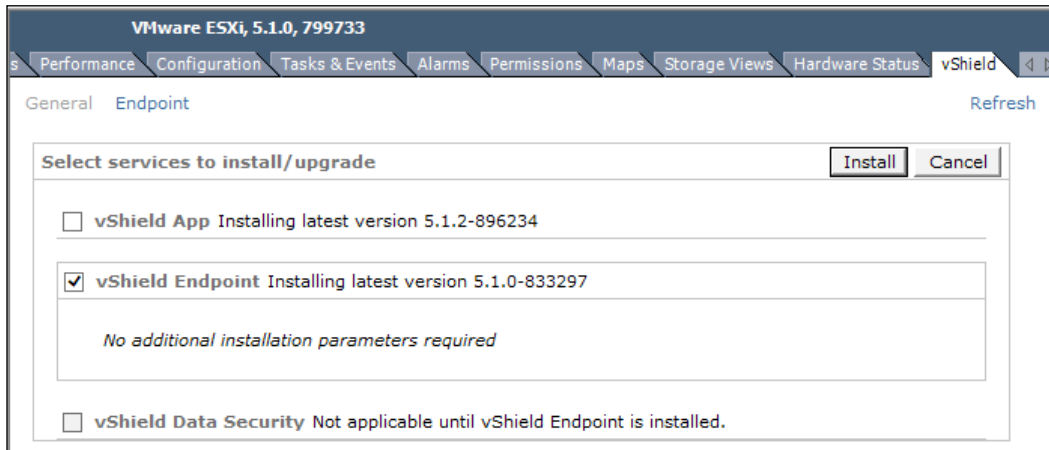 VMware ESXi, 5.1.0, 799733
s Performance Configuration Tasks & Events Alarms Permissions Maps Storage Views Hardware Status vShield
General Endpoint Refresh
Select services to install/upgrade Install Cancel
vShield App Installing latest version 5.1.2-896234
vShield Endpoint Installing latest version 5.1.0-833297
No additional installation parameters required
vShield Data Security Not applicable until vShield Endpoint is installed.